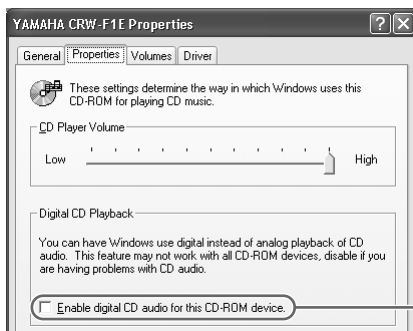 YAMAHA CRW-F1E Properties
General Properties Volumes Driver
These settings determine the way in which Windows uses this
CD-ROM for playing CD music.
CD Player Volume
Low High
Digital CD Playback
You can have Windows use digital instead of analog playback of CD
audio. This feature may not work with all CD-ROM devices, disable if you
are having problems with CD audio.
Enable digital CD audio for this CD-ROM device.